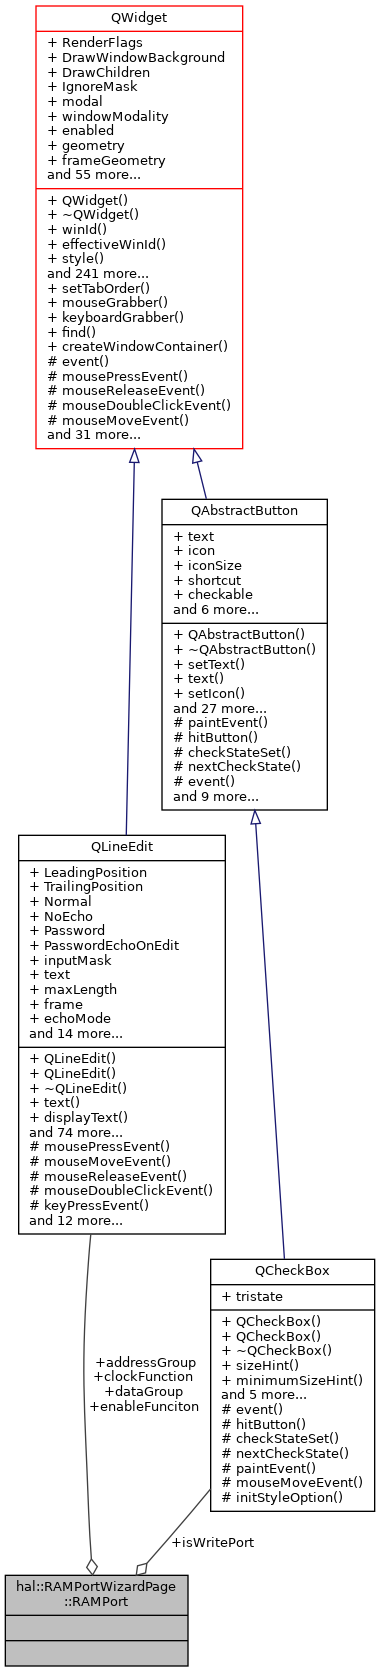 QWidget
+ RenderFlags
+ DrawWindowBackground
+ DrawChildren
+ IgnoreMask
+ modal
+ windowModality
+ enabled
+ geometry
+ frameGeometry
and 55 more...
+ QWidget()
+ ~QWidget()
+ winId()
+ effectiveWinId()
+ style()
and 241 more...
+ setTabOrder()
+ mouseGrabber()
+ keyboardGrabber()
+ find()
+ createWindowContainer()
# event()
# mousePressEvent()
# mouseReleaseEvent()
# mouseDoubleClickEvent()
# mouseMoveEvent()
and 31 more...
QAbstractButton
+ text
+ icon
+ iconSize
+ shortcut
+ checkable
and 6 more...
+ QAbstractButton()
+ ~QAbstractButton()
+ setText()
+ text()
+ setIcon()
and 27 more...
# paintEvent()
# hitButton()
# checkStateSet()
# nextCheckState()
# event()
and 9 more...
QLineEdit
+ LeadingPosition
+ TrailingPosition
+ Normal
+ NoEcho
+ Password
+ PasswordEchoOnEdit
+ inputMask
+ text
+ maxLength
+ frame
+ echoMode
and 14 more...
+ QLineEdit()
+ QLineEdit()
+ ~QLineEdit()
+ text()
+ displayText()
and 74 more...
# mousePressEvent()
# mouseMoveEvent()
# mouseReleaseEvent()
# mouseDoubleClickEvent()
# keyPressEvent()
and 12 more...
QCheckBox
+ tristate
+ QCheckBox()
+ QCheckBox()
+ ~QCheckBox()
+ sizeHint()
+ minimumSizeHint()
and 5 more...
# event()
# hitButton()
# checkStateSet()
# nextCheckState()
# paintEvent()
# mouseMoveEvent()
# initStyleOption()
+addressGroup
+clockFunction
+dataGroup
+enableFunciton
+isWritePort
hal::RAMPortWizardPage
::RAMPort